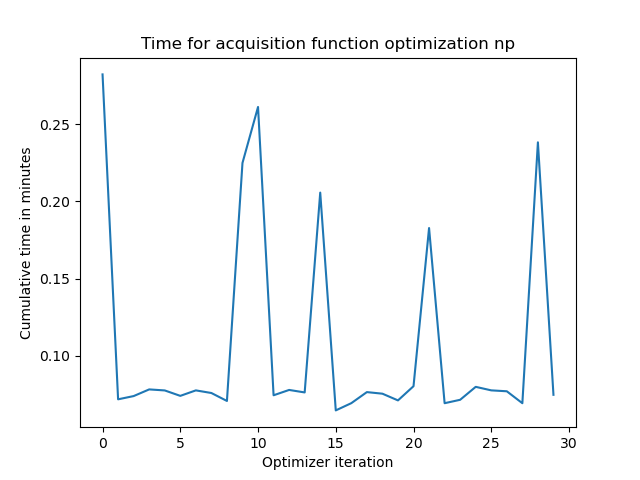 Time for acquisition function optimization np
Cumulative time in minutes
0.25
0.20
0.15
0.10
0 5 10 15 20 25 30
Optimizer iteration